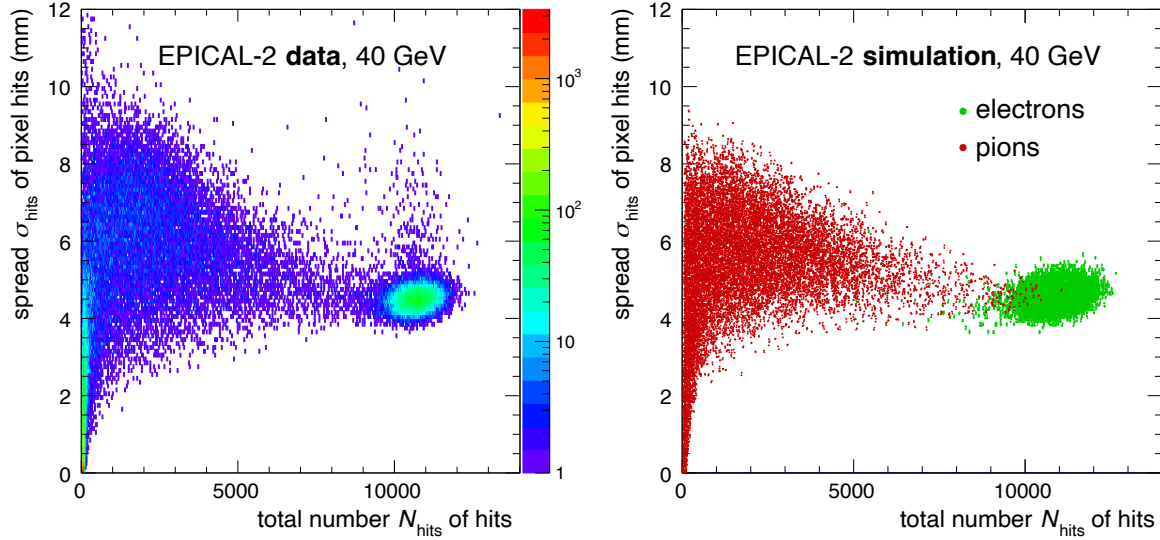 EPICAL-2 data, 40 GeV
spread σhits of pixel hits (mm)
12
10
8
6
4
2
0
0 5000 10000
total number Nhits of hits
10³
10²
10
1
EPICAL-2 simulation, 40 GeV
electrons
pions
spread σhits of pixel hits (mm)
12
10
8
6
4
2
0
0 5000 10000
total number Nhits of hits